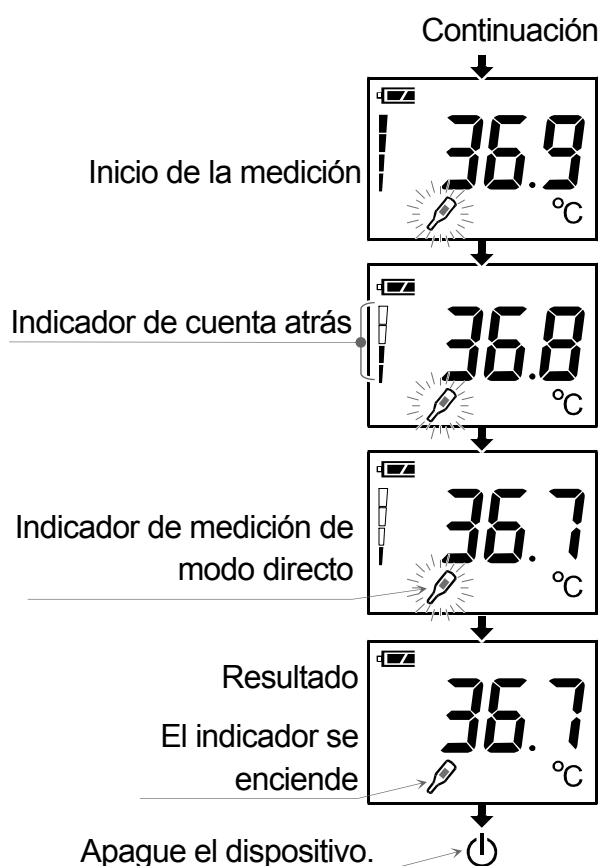 Continuación
Inicio de la medición
36.9
°C
Indicador de cuenta atrás
36.8
°C
Indicador de medición de
modo directo
36.7
°C
Resultado
El indicador se
enciende
36.7
°C
Apague el dispositivo.